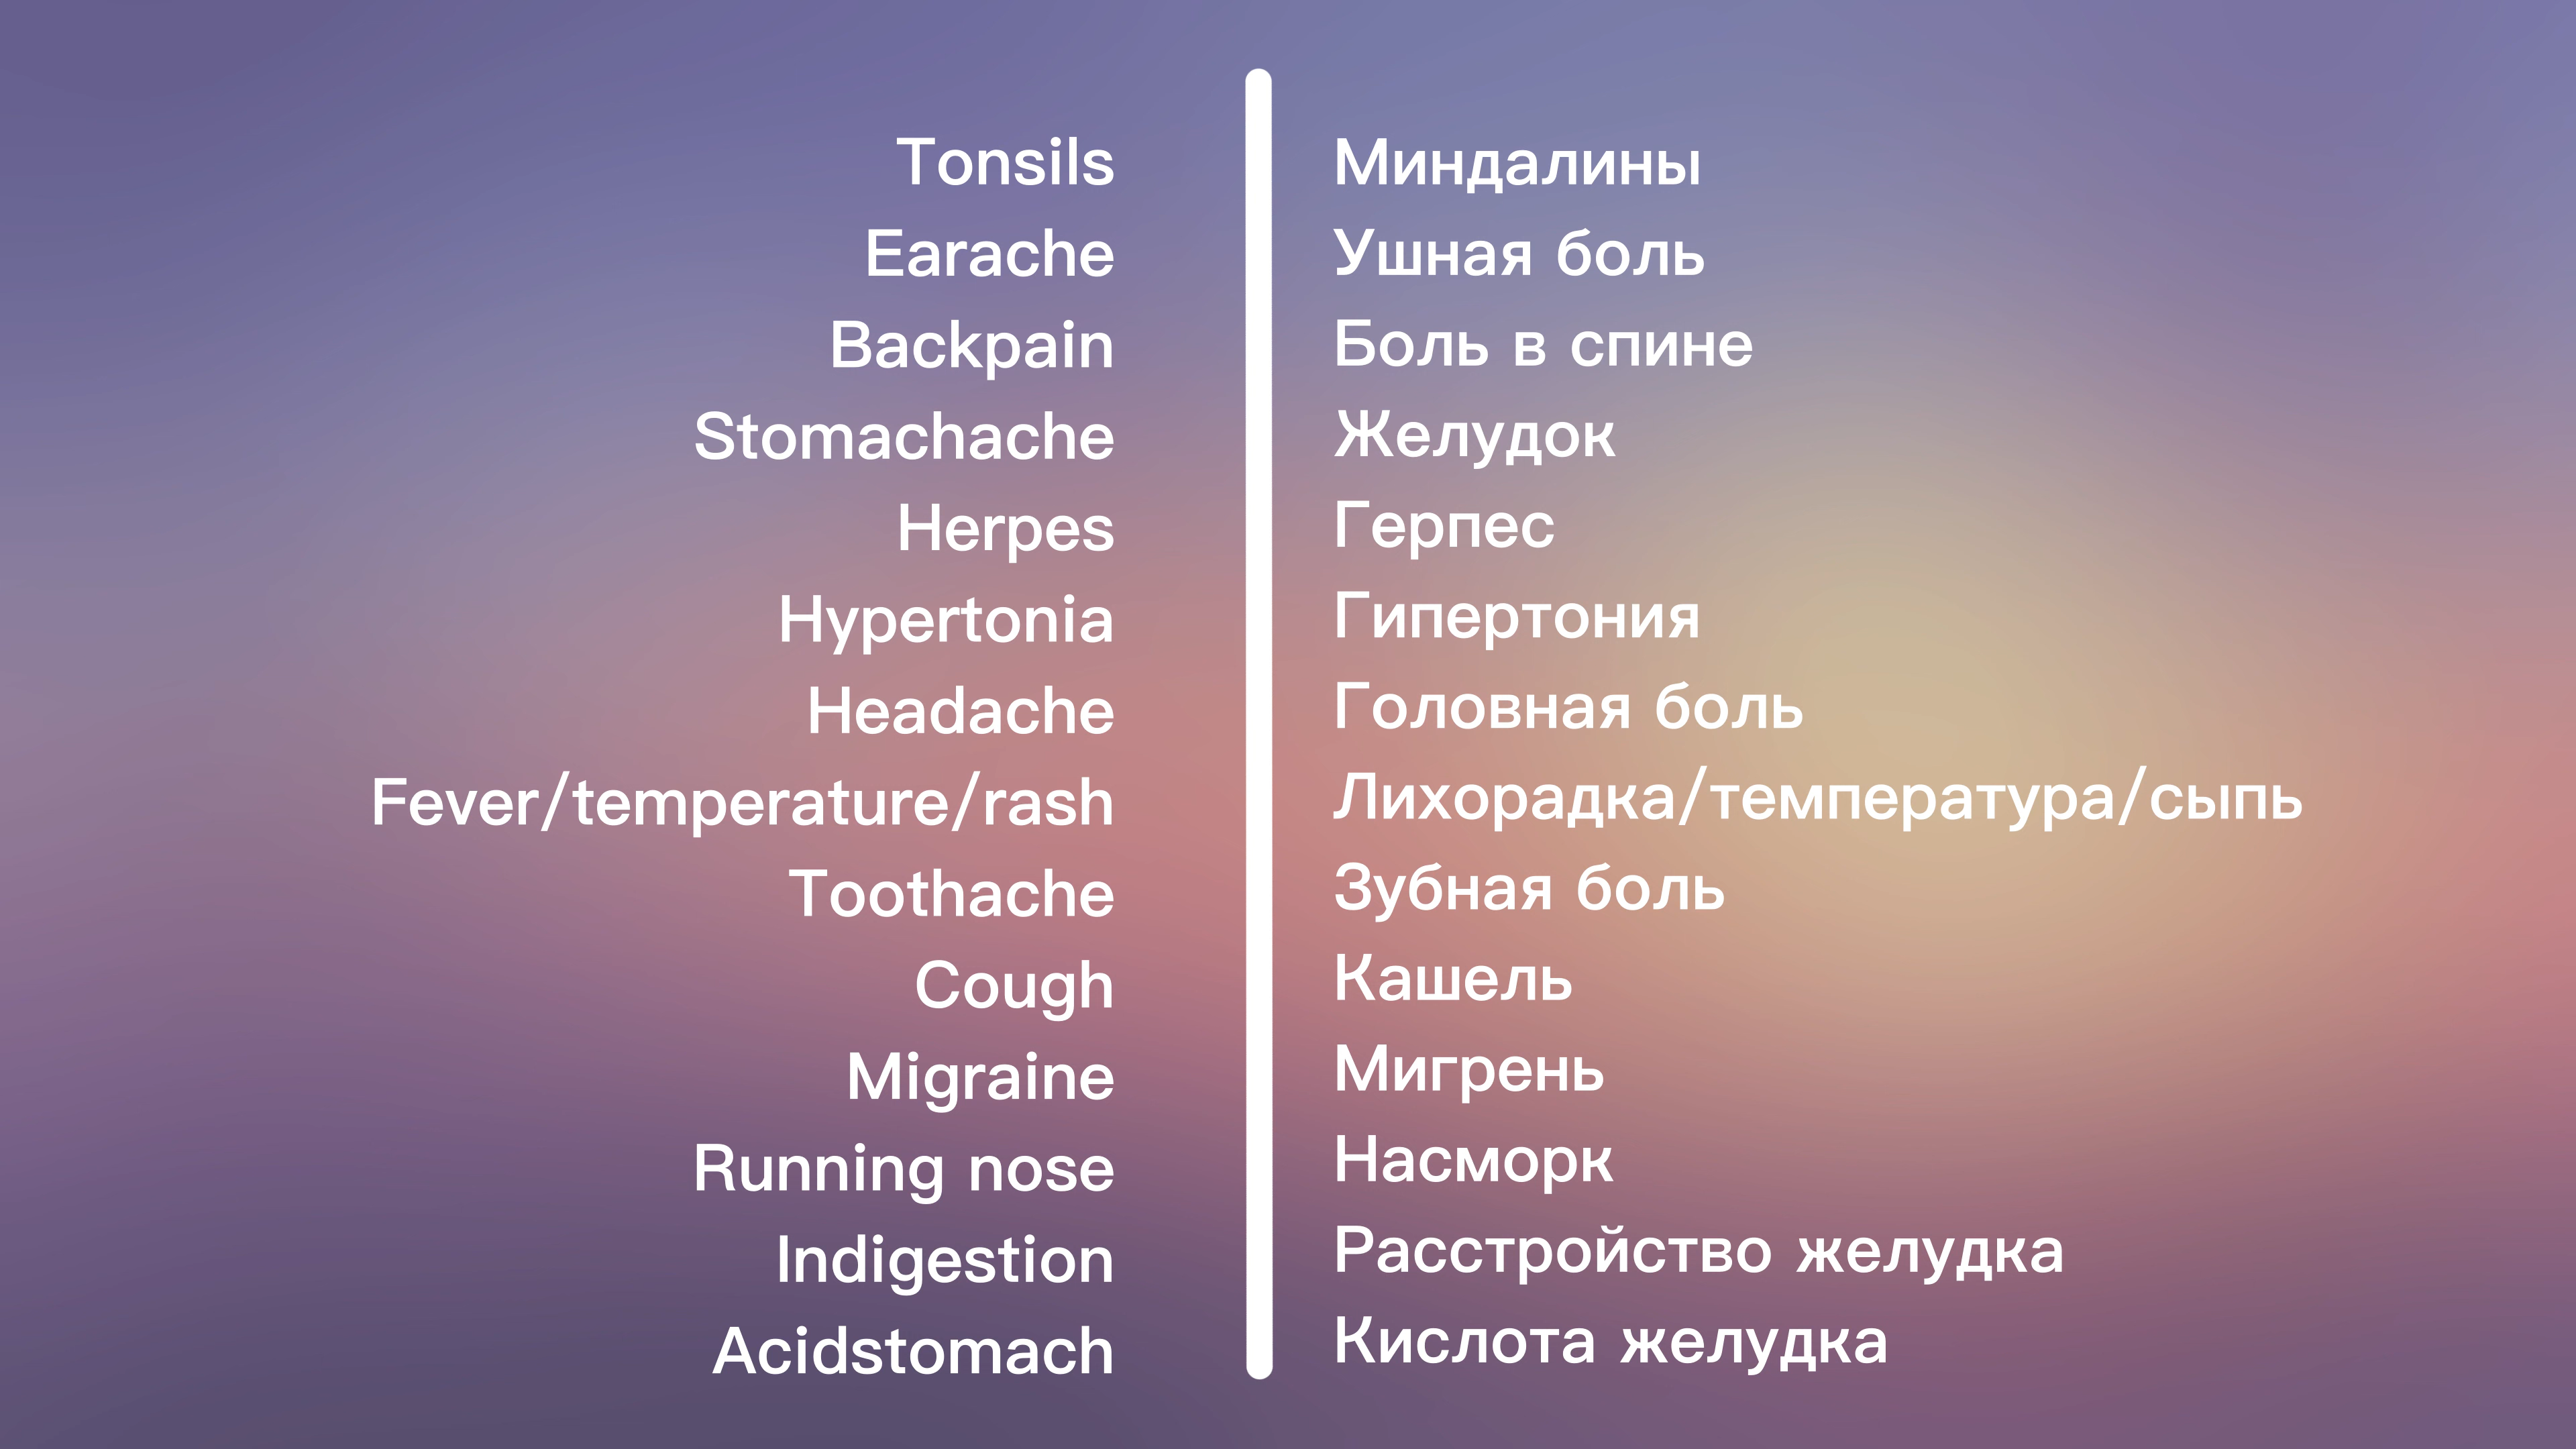 Tonsils
Earache
Backpain
Stomachache
Herpes
Hypertonia
Headache
Fever/temperature/rash
Toothache
Cough
Migraine
Running nose
Indigestion
Acidstomach
Миндалины
Ушная боль
Боль в спине
Желудок
Герпес
Гипертония
Головная боль
Лихорадка/температура/сыпь
Зубная боль
Кашель
Мигрень
Насморк
Расстройство желудка
Кислота желудка